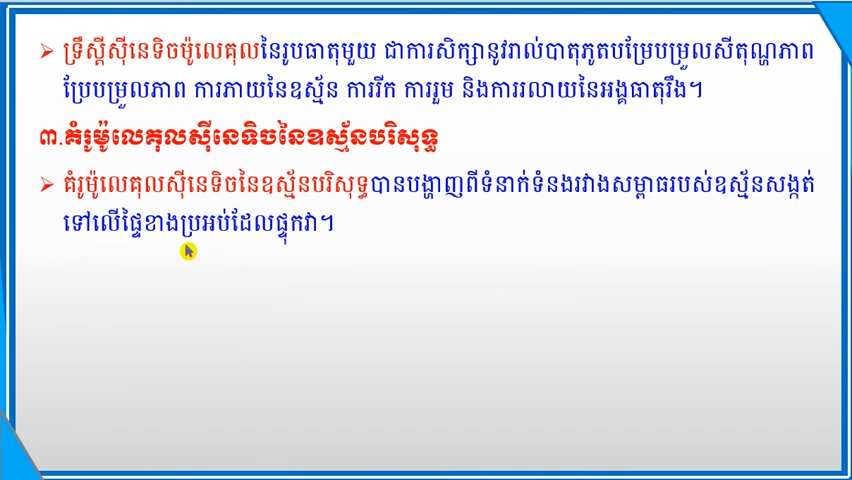 ទ្រឹស្តីស៊ីនេទិចម៉ូលេគុលនៃរូបធាតុមួយ ជាការសិក្សានូវរាល់បាតុភូតបម្រែបម្រួលសីតុណ្ហភាព
ប្រែបម្រួលភាព ការភាយនៃឧស្ម័ន ការរីក ការរួម និងការរលាយនៃអង្គធាតុរឹង។
៣.គំរូម៉ូលេគុលស៊ីនេទិចនៃឧស្ម័នបរិសុទ្ធ
គំរូម៉ូលេគុលស៊ីនេទិចនៃឧស្ម័នបរិសុទ្ធបានបង្ហាញពីទំនាក់ទំនងរវាងសម្ពាធរបស់ឧស្ម័នសង្កត់
ទៅលើផ្ទៃខាងប្រអប់ដែលផ្ទុកវា។